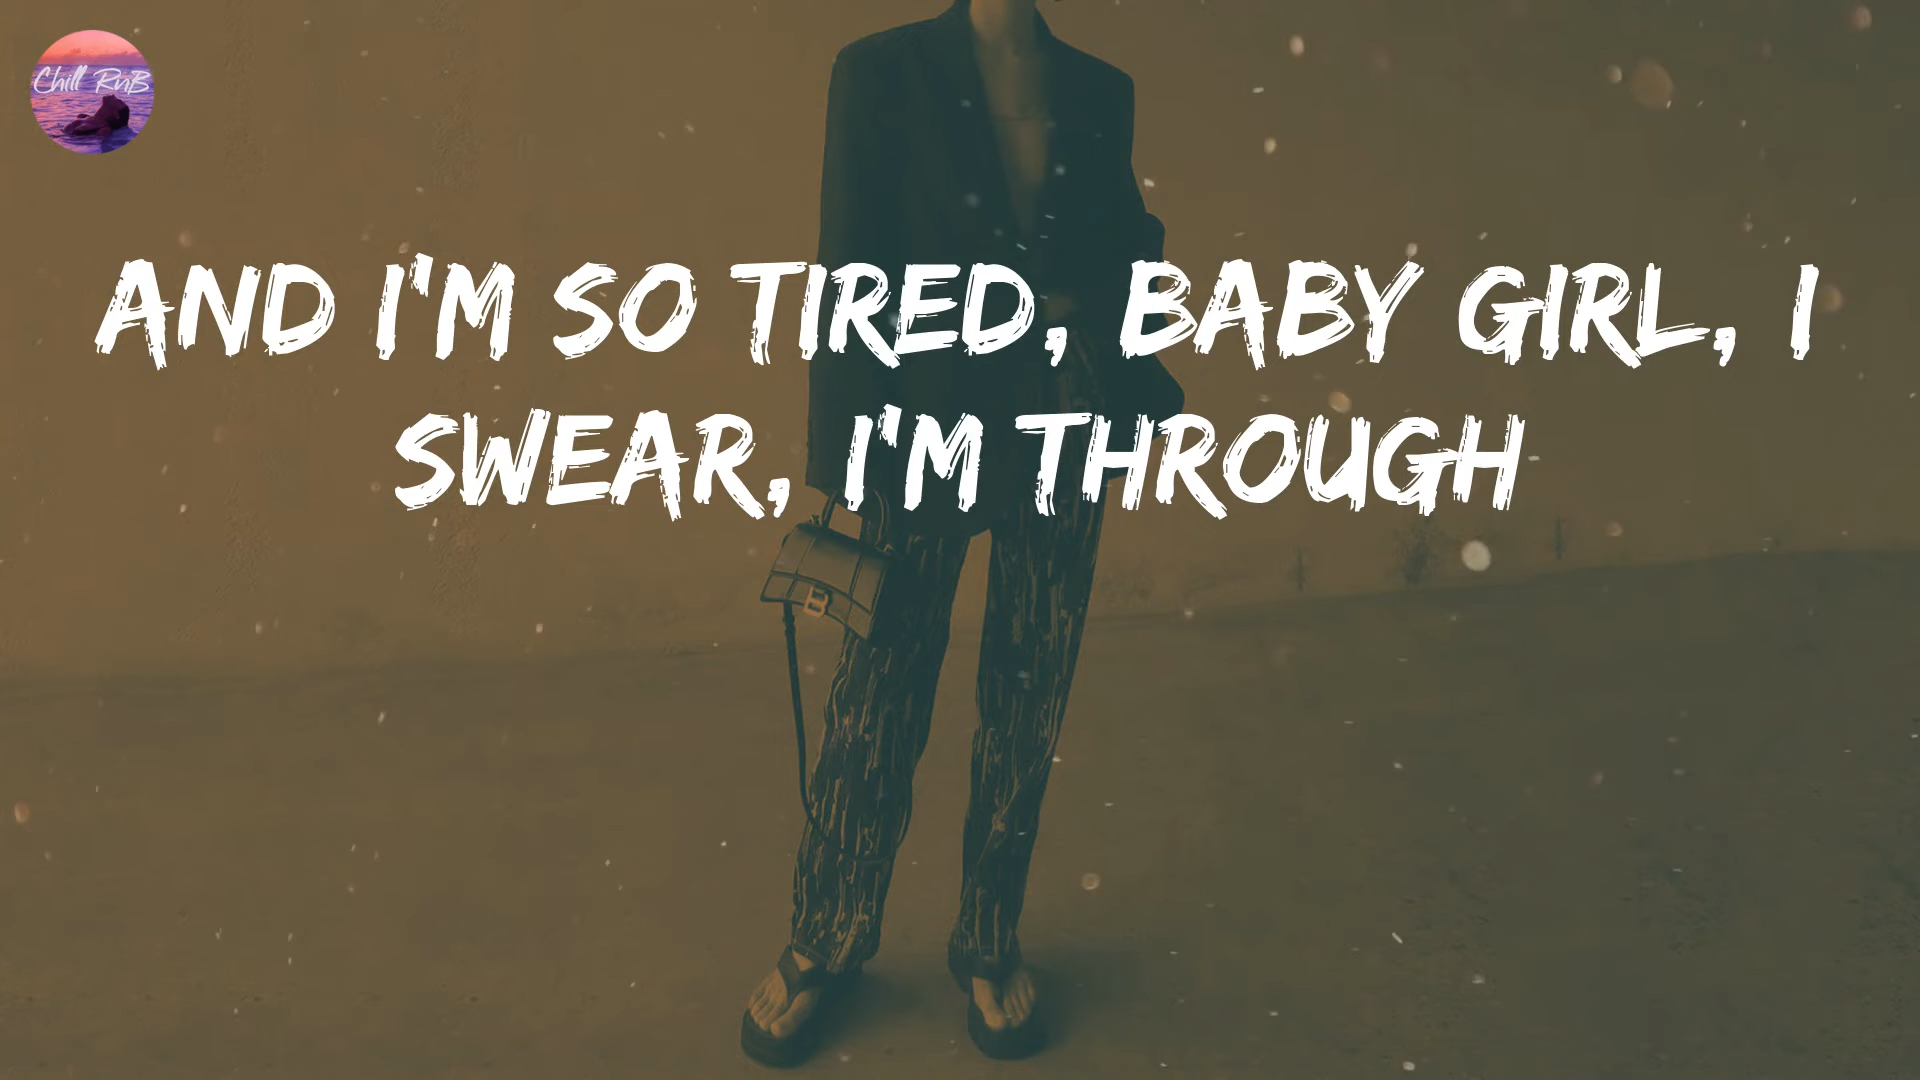 Chill RnB
AND I'M SO TIRED, BABY GIRL, I
SWEAR, I'M THROUGH
B